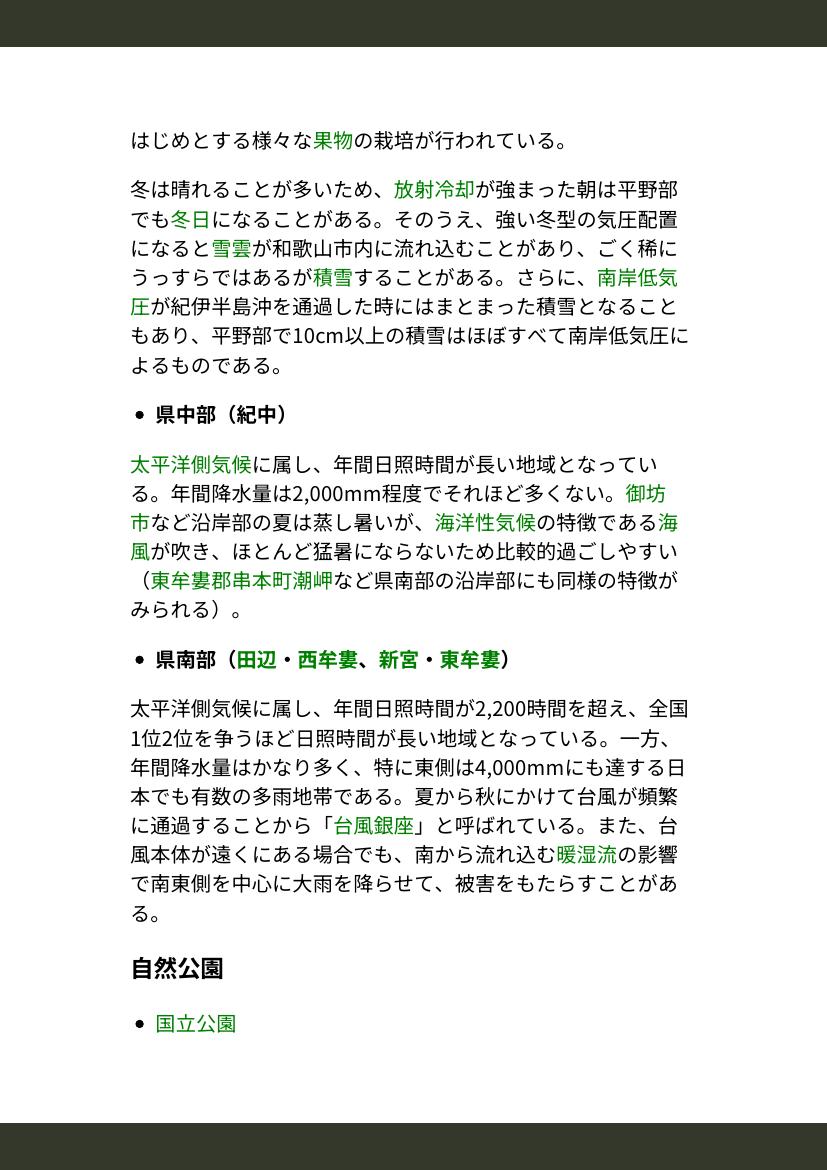 はじめとする様々な果物の栽培が行われている。
冬は晴れることが多いため、放射冷却が強まった朝は平野部
でも冬日になることがある。そのうえ、強い冬型の気圧配置
になると雪雲が和歌山市内に流れ込むことがあり、ごく稀に
うっすらではあるが積雪することがある。さらに、南岸低気
圧が紀伊半島沖を通過した時にはまとまった積雪となること
もあり、平野部で10cm以上の積雪はほぼすべて南岸低気圧に
よるものである。
• 県中部（紀中）
太平洋側気候に属し、年間日照時間が長い地域となってい
る。年間降水量は2,000mm程度でそれほど多くない。御坊
市など沿岸部の夏は蒸し暑いが、海洋性気候の特徴である海
風が吹き、ほとんど猛暑にならないため比較的過ごしやすい
（東牟婁郡串本町潮岬など県南部の沿岸部にも同様の特徴が
みられる）。
• 県南部（田辺・西牟婁、新宮・東牟婁）
太平洋側気候に属し、年間日照時間が2,200時間を超え、全国
1位2位を争うほど日照時間が長い地域となっている。一方、
年間降水量はかなり多く、特に東側は4,000mmにも達する日
本でも有数の多雨地帯である。夏から秋にかけて台風が頻繁
に通過することから「台風銀座」と呼ばれている。また、台
風本体が遠くにある場合でも、南から流れ込む暖湿流の影響
で南東側を中心に大雨を降らせて、被害をもたらすことがあ
る。
自然公園
• 国立公園